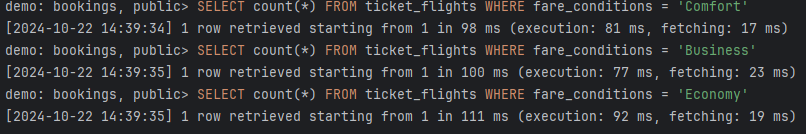 demo: bookings, public> SELECT count(*) FROM ticket_flights WHERE fare_conditions = 'Comfort'
[2024-10-22 14:39:34] 1 row retrieved starting from 1 in 98 ms (execution: 81 ms, fetching: 17 ms)
demo: bookings, public> SELECT count(*) FROM ticket_flights WHERE fare_conditions = 'Business'
[2024-10-22 14:39:35] 1 row retrieved starting from 1 in 100 ms (execution: 77 ms, fetching: 23 ms)
demo: bookings, public> SELECT count(*) FROM ticket_flights WHERE fare_conditions = 'Economy'
[2024-10-22 14:39:35] 1 row retrieved starting from 1 in 111 ms (execution: 92 ms, fetching: 19 ms)